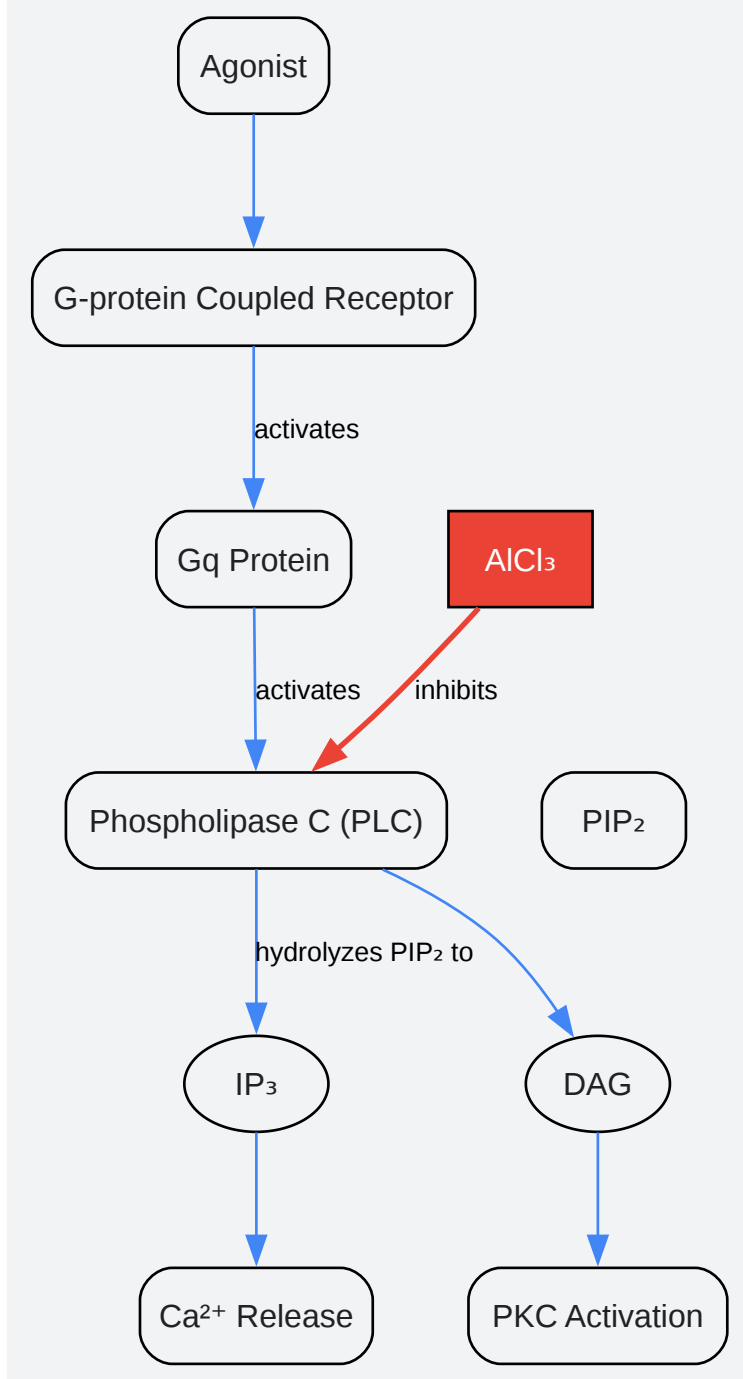 Agonist
G-protein Coupled Receptor
activates
Gq Protein
AlCl₃
activates
inhibits
Phospholipase C (PLC)
PIP₂
hydrolyzes PIP₂ to
IP₃
DAG
Ca²⁺ Release
PKC Activation